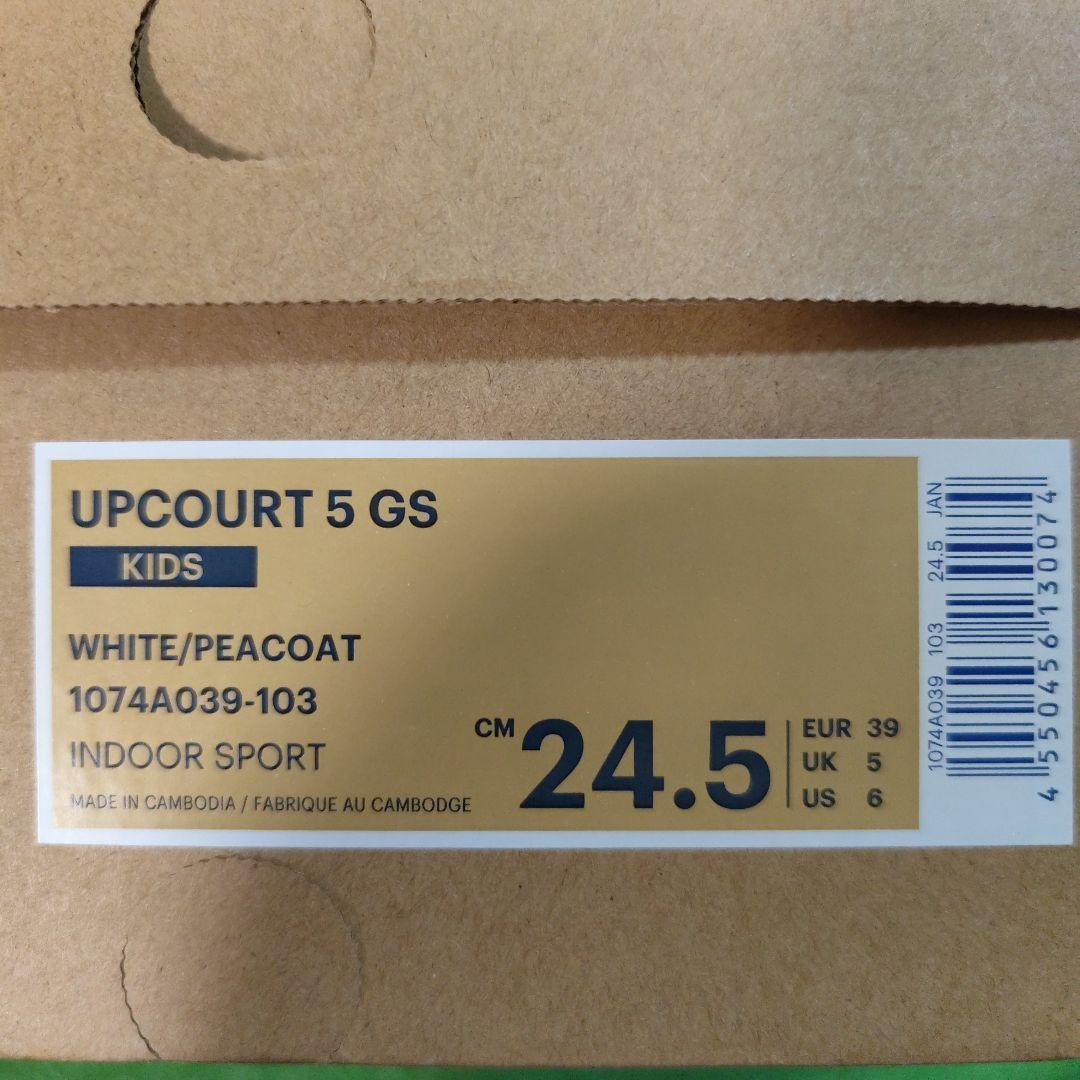 UPCOURT 5 GS
KIDS
WHITE/PEACOAT
1074A039-103
INDOOR SPORT
MADE IN CAMBODIA / FABRIQUE AU CAMBODGE
CM 24.5
EUR 39
UK 5
US 6
1074A039 103 24.5 JAN
4550456130074